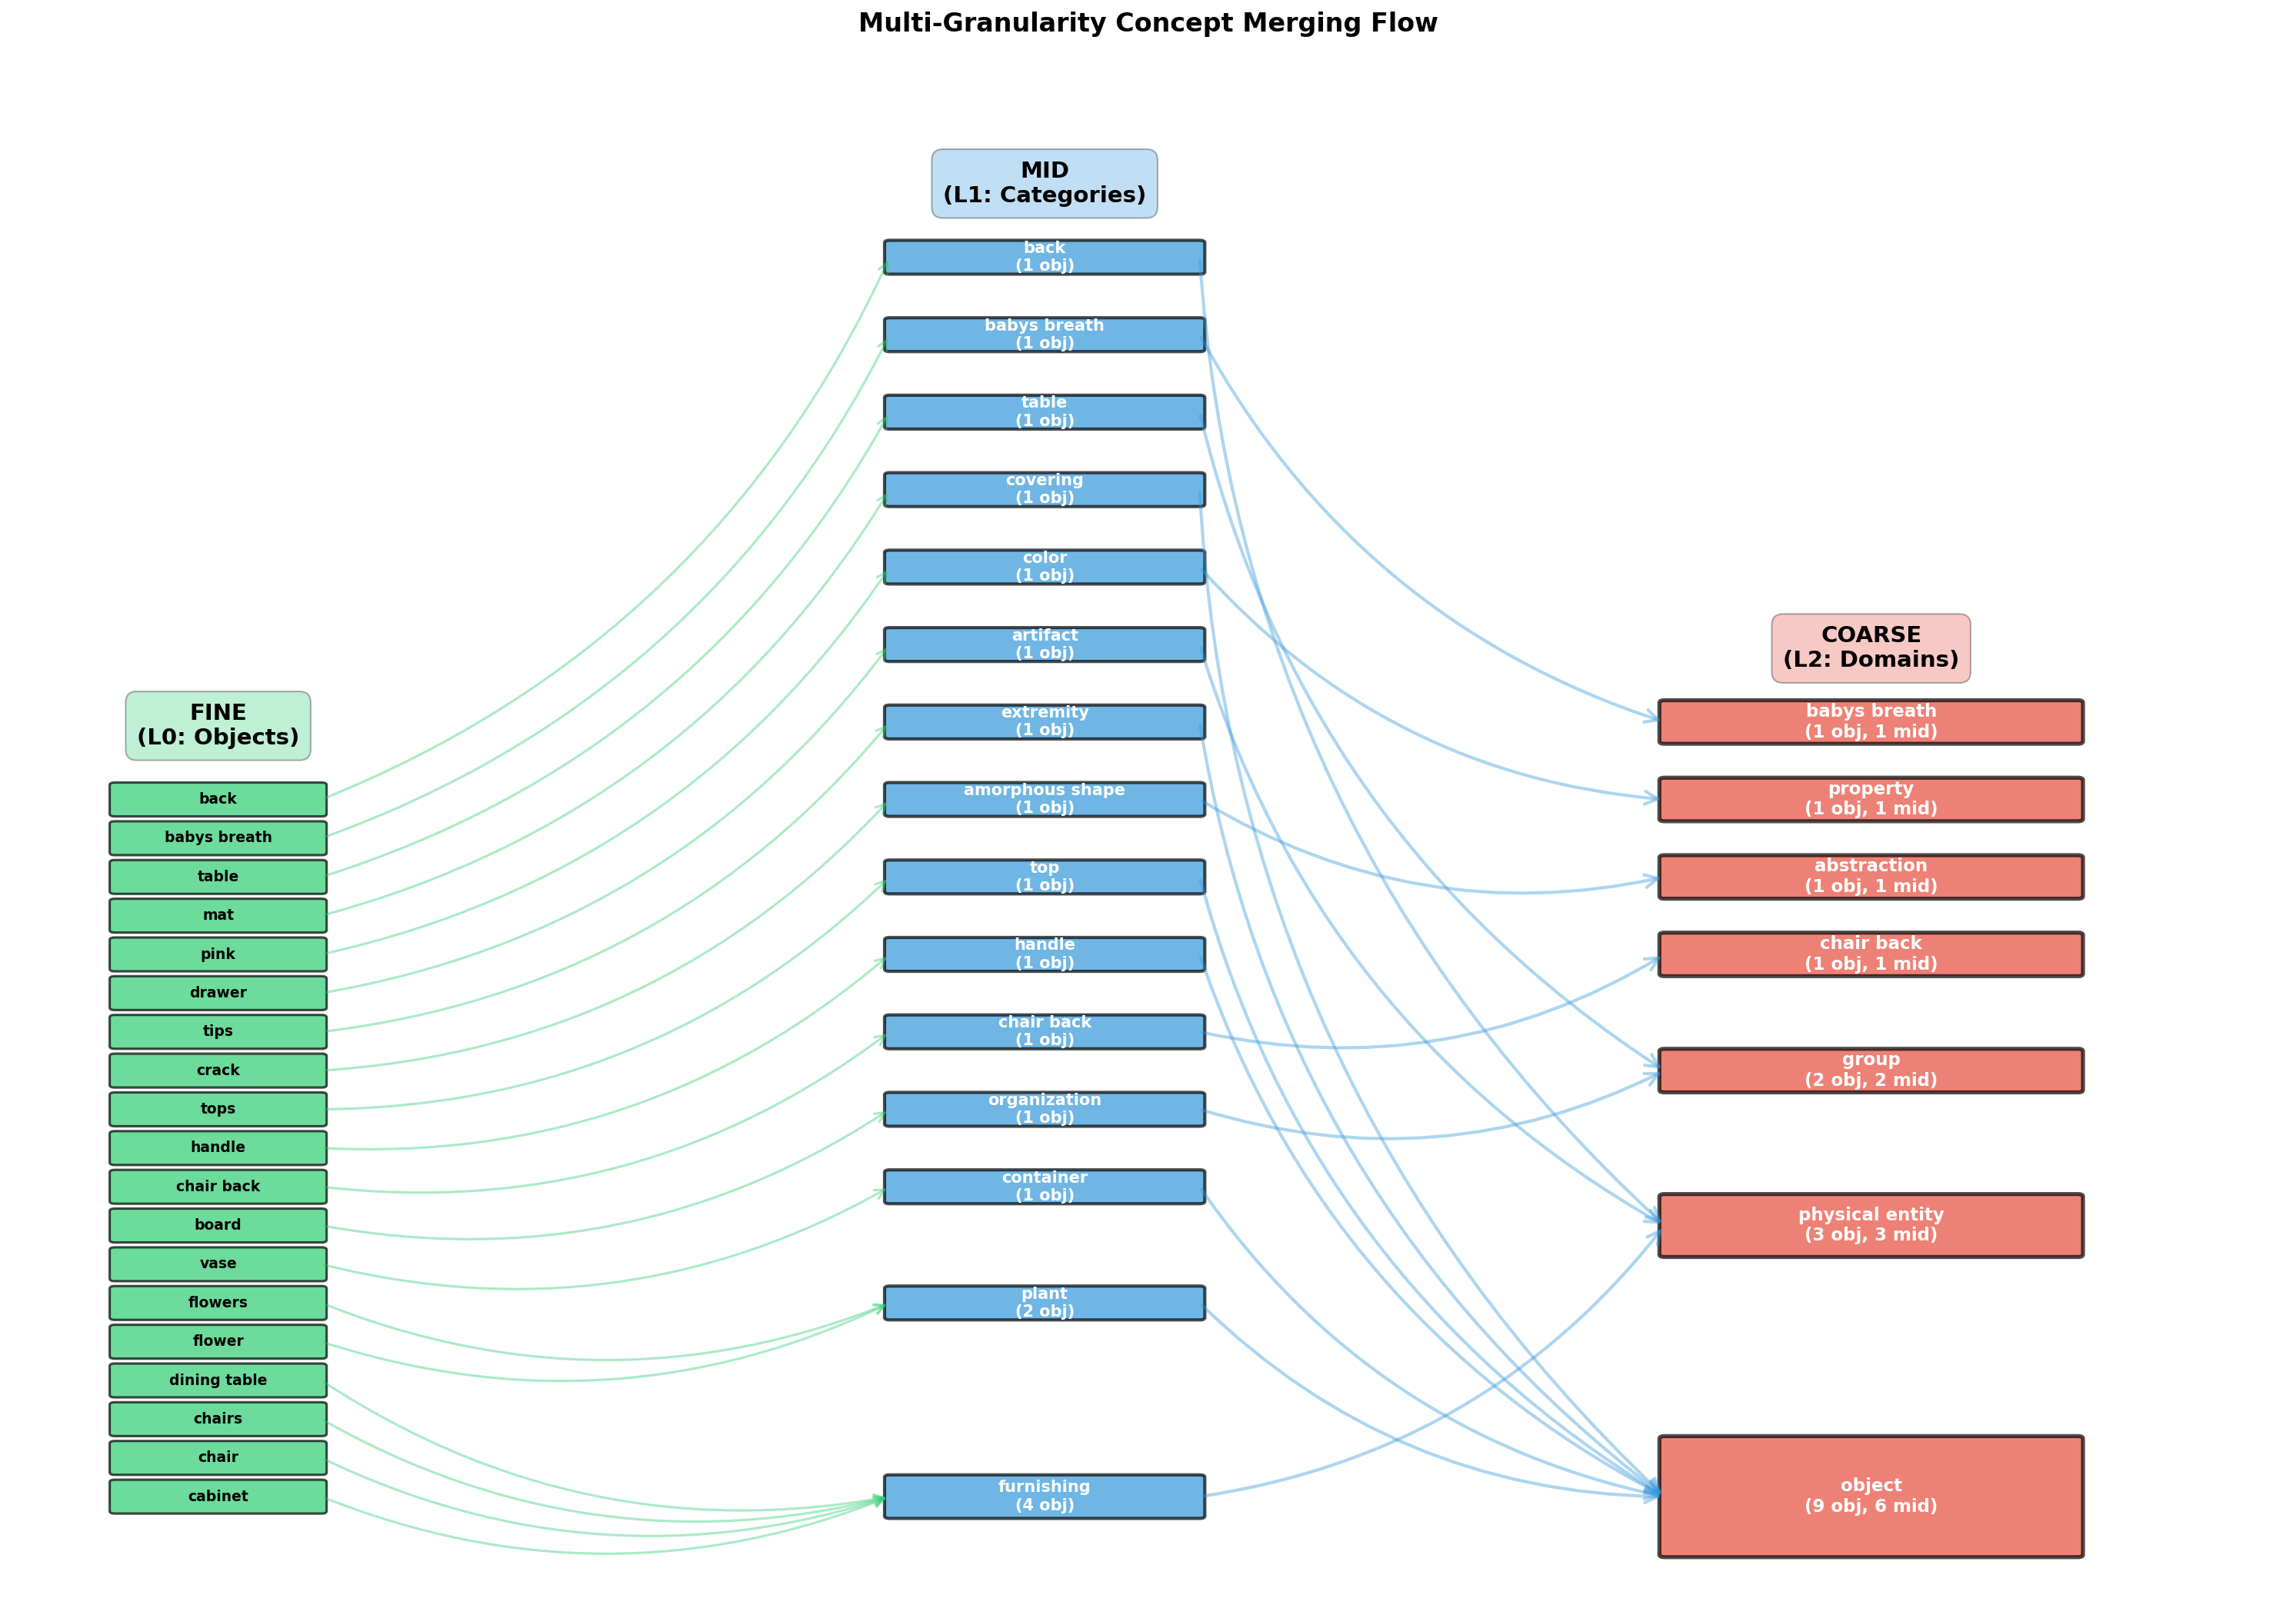 Multi-Granularity Concept Merging Flow
FINE
(L0: Objects)
back
babys breath
table
mat
pink
drawer
tips
crack
tops
handle
chair back
board
vase
flowers
flower
dining table
chairs
chair
cabinet
MID
(L1: Categories)
back
(1 obj)
babys breath
(1 obj)
table
(1 obj)
covering
(1 obj)
color
(1 obj)
artifact
(1 obj)
extremity
(1 obj)
amorphous shape
(1 obj)
top
(1 obj)
handle
(1 obj)
chair back
(1 obj)
organization
(1 obj)
container
(1 obj)
plant
(2 obj)
furnishing
(4 obj)
COARSE
(L2: Domains)
babys breath
(1 obj, 1 mid)
property
(1 obj, 1 mid)
abstraction
(1 obj, 1 mid)
chair back
(1 obj, 1 mid)
group
(2 obj, 2 mid)
physical entity
(3 obj, 3 mid)
object
(9 obj, 6 mid)